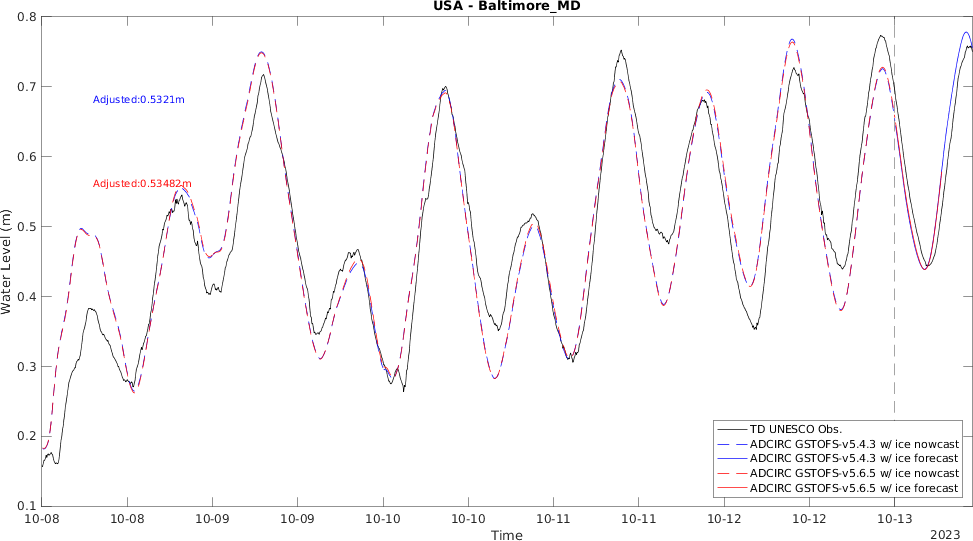 USA - Baltimore_MD
0.8
0.7
0.6
0.5
0.4
0.3
0.2
0.1
Water Level (m)
Adjusted:0.5321m
Adjusted:0.53482m
TD UNESCO Obs.
ADCIRC GSTOFS-v5.4.3 w/ ice nowcast
ADCIRC GSTOFS-v5.4.3 w/ ice forecast
ADCIRC GSTOFS-v5.6.5 w/ ice nowcast
ADCIRC GSTOFS-v5.6.5 w/ ice forecast
10-08 10-08 10-09 10-09 10-10 10-10 10-11 10-11 10-12 10-12 10-13
Time
2023